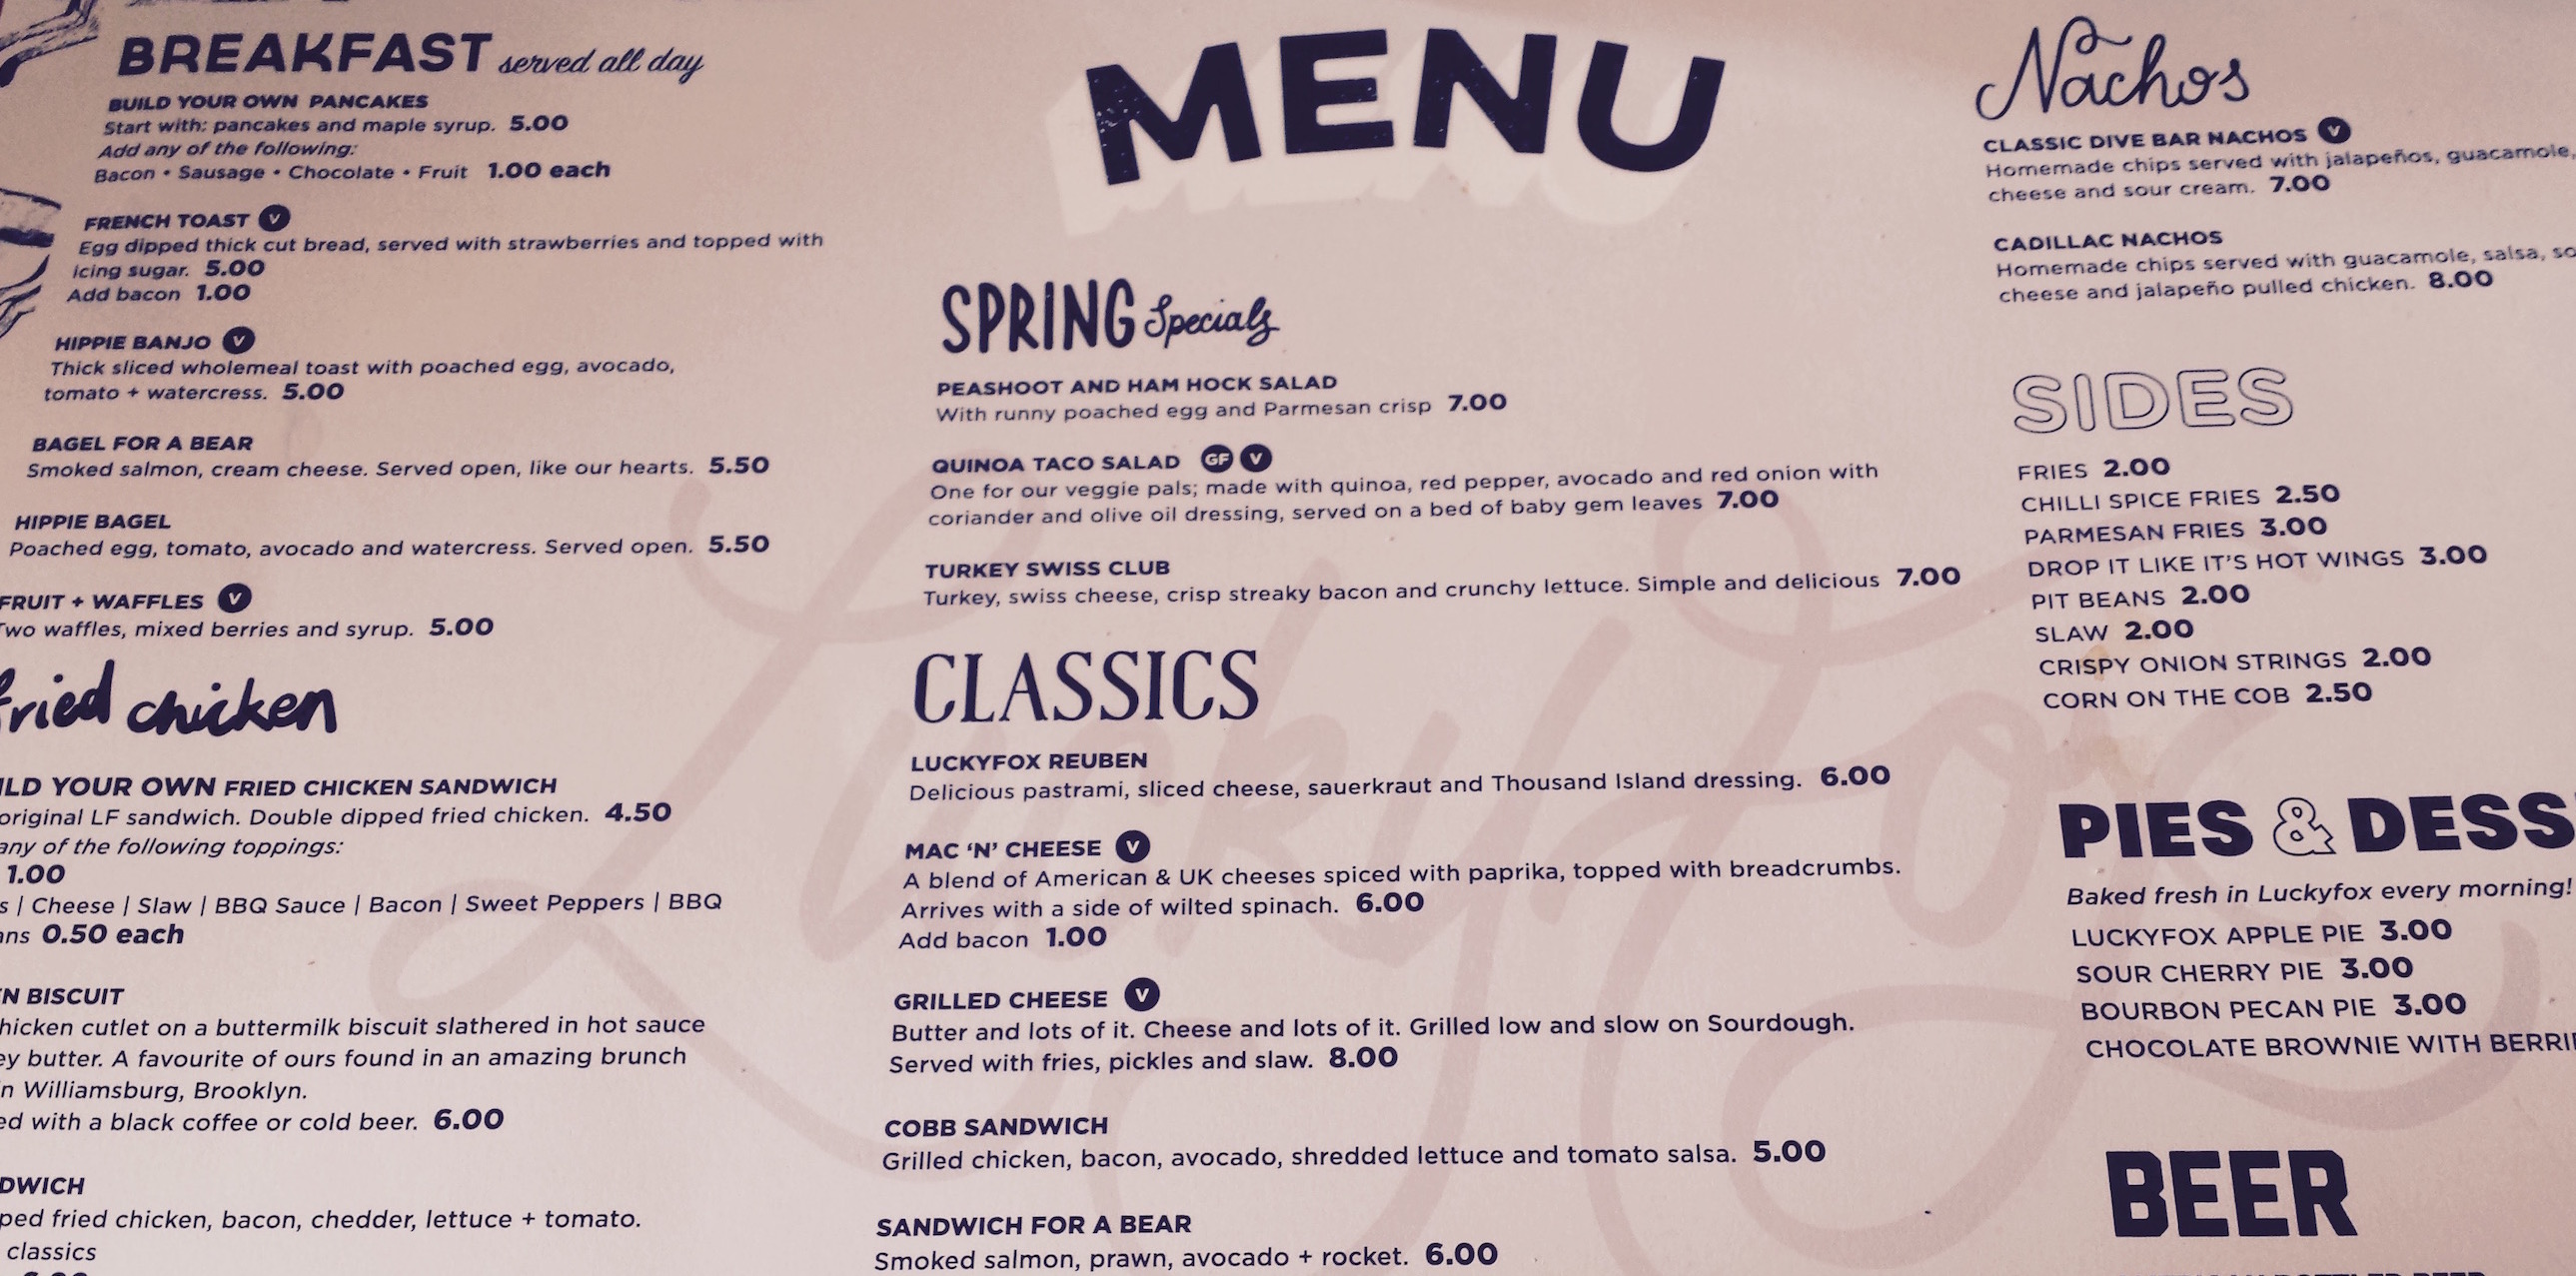 BREAKFAST served all day
BUILD YOUR OWN PANCAKES
Start with: pancakes and maple syrup. 5.00
Add any of the following:
Bacon • Sausage • Chocolate • Fruit 1.00 each
FRENCH TOAST V
Egg dipped thick cut bread, served with strawberries and topped with
icing sugar. 5.00
Add bacon 1.00
HIPPIE BANJO V
Thick sliced wholemeal toast with poached egg, avocado,
tomato + watercress. 5.00
BAGEL FOR A BEAR
Smoked salmon, cream cheese. Served open, like our hearts. 5.50
HIPPIE BAGEL
Poached egg, tomato, avocado and watercress. Served open. 5.50
FRUIT + WAFFLES V
Two waffles, mixed berries and syrup. 5.00
fried chicken
YOUR OWN FRIED CHICKEN SANDWICH
original LF sandwich. Double dipped fried chicken. 4.50
any of the following toppings:
1.00
| Cheese | Slaw | BBQ Sauce | Bacon | Sweet Peppers | BBQ
0.50 each
BISCUIT
chicken cutlet on a buttermilk biscuit slathered in hot sauce
butter. A favourite of ours found in an amazing brunch
in Williamsburg, Brooklyn.
with a black coffee or cold beer. 6.00
fried chicken, bacon, chedder, lettuce + tomato.
classics
MENU
SPRING Specials
PEASHOOT AND HAM HOCK SALAD
With runny poached egg and Parmesan crisp 7.00
QUINOA TACO SALAD GF V
One for our veggie pals; made with quinoa, red pepper, avocado and red onion with
coriander and olive oil dressing, served on a bed of baby gem leaves 7.00
TURKEY SWISS CLUB
Turkey, swiss cheese, crisp streaky bacon and crunchy lettuce. Simple and delicious 7.00
CLASSICS
LUCKYFOX REUBEN
Delicious pastrami, sliced cheese, sauerkraut and Thousand Island dressing. 6.00
MAC ‘N’ CHEESE V
A blend of American & UK cheeses spiced with paprika, topped with breadcrumbs.
Arrives with a side of wilted spinach. 6.00
Add bacon 1.00
GRILLED CHEESE V
Butter and lots of it. Cheese and lots of it. Grilled low and slow on Sourdough.
Served with fries, pickles and slaw. 8.00
COBB SANDWICH
Grilled chicken, bacon, avocado, shredded lettuce and tomato salsa. 5.00
SANDWICH FOR A BEAR
Smoked salmon, prawn, avocado + rocket. 6.00
LuckyFox
Nachos
CLASSIC DIVE BAR NACHOS V
Homemade chips served with jalapeños, guacamole,
cheese and sour cream. 7.00
CADILLAC NACHOS
Homemade chips served with guacamole, salsa,
cheese and jalapeño pulled chicken. 8.00
SIDES
FRIES 2.00
CHILLI SPICE FRIES 2.50
PARMESAN FRIES 3.00
DROP IT LIKE IT'S HOT WINGS 3.00
PIT BEANS 2.00
SLAW 2.00
CRISPY ONION STRINGS 2.00
CORN ON THE COB 2.50
PIES &
Baked fresh in Luckyfox every morning!
LUCKYFOX APPLE PIE 3.00
SOUR CHERRY PIE 3.00
BOURBON PECAN PIE 3.00
CHOCOLATE BROWNIE WITH
BEER